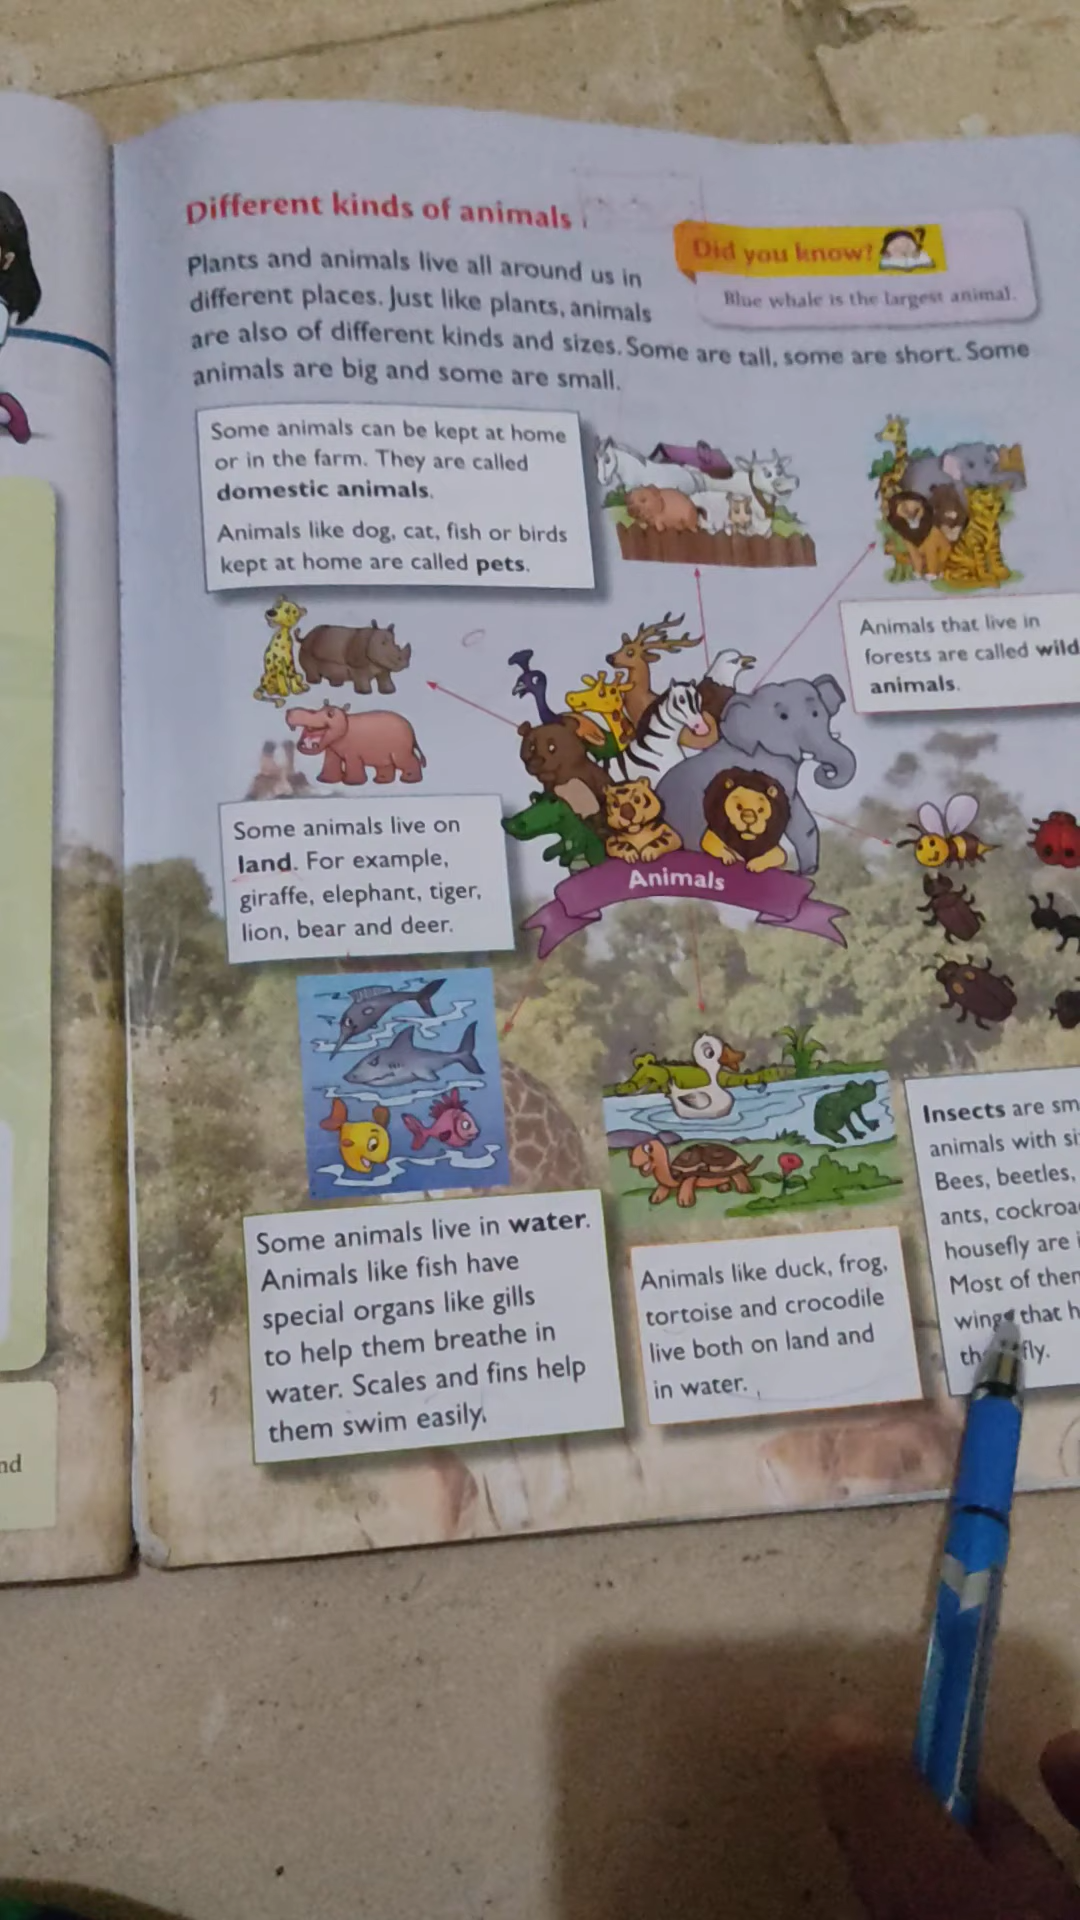 Different kinds of animals
Plants and animals live all around us in
different places. Just like plants, animals
are also of different kinds and sizes. Some are tall, some are short. Some
animals are big and some are small.
Did you know?
Blue whale is the largest animal.
Some animals can be kept at home
or in the farm. They are called
domestic animals.
Animals like dog, cat, fish or birds
kept at home are called pets.
Animals that live in
forests are called wild
animals.
Some animals live on
land. For example,
giraffe, elephant, tiger,
lion, bear and deer.
Animals
Some animals live in water.
Animals like fish have
special organs like gills
to help them breathe in
water. Scales and fins help
them swim easily.
Animals like duck, frog,
tortoise and crocodile
live both on land and
in water.
Insects are
animals with
Bees, beetles,
ants,
housefly are
Most of
wings that
fly.